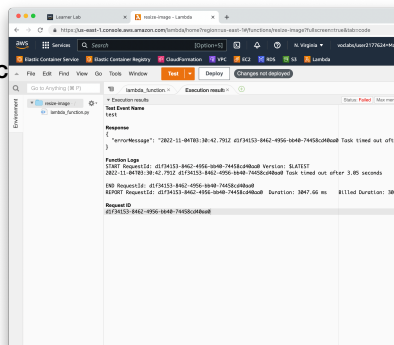 Learner Lab
resize-image - Lambda
https://us-east-1.console.aws.amazon.com/lambda/home?region=us-east-1#/functions/resize-image?fullscreen=true&tab=code
aws Services Search [Option+S] N. Virginia voclabs/user2177624=Ma
Elastic Container Service Elastic Container Registry CloudFormation VPC EC2 RDS S3 Lambda
C
File Edit Find View Go Tools Window Test Deploy Changes not deployed
Go to Anything (⌘ P) lambda_function Execution results
Environment
resize-image
lambda_function.py
Execution results Status: Failed Max mem
Test Event Name
test
Response
{
"errorMessage": "2022-11-04T03:30:42.791Z d1f34153-8462-4956-bb40-74458cd40aa0 Task timed out afte
}
Function Logs
START RequestId: d1f34153-8462-4956-bb40-74458cd40aa0 Version: $LATEST
2022-11-04T03:30:42.791Z d1f34153-8462-4956-bb40-74458cd40aa0 Task timed out after 3.05 seconds
END RequestId: d1f34153-8462-4956-bb40-74458cd40aa0
REPORT RequestId: d1f34153-8462-4956-bb40-74458cd40aa0 Duration: 3047.66 ms Billed Duration: 30
Request ID
d1f34153-8462-4956-bb40-74458cd40aa0